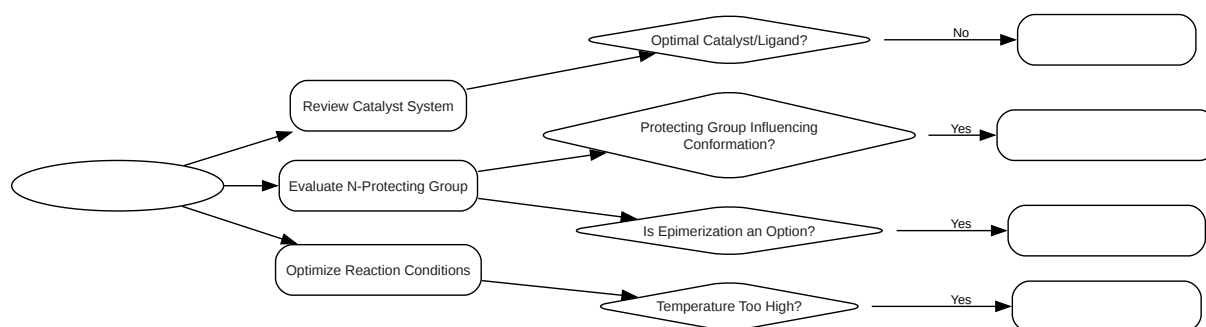 Optimal Catalyst/Ligand?
No
Review Catalyst System
Protecting Group Influencing
Conformation?
Yes
Evaluate N-Protecting Group
Is Epimerization an Option?
Yes
Optimize Reaction Conditions
Temperature Too High?
Yes